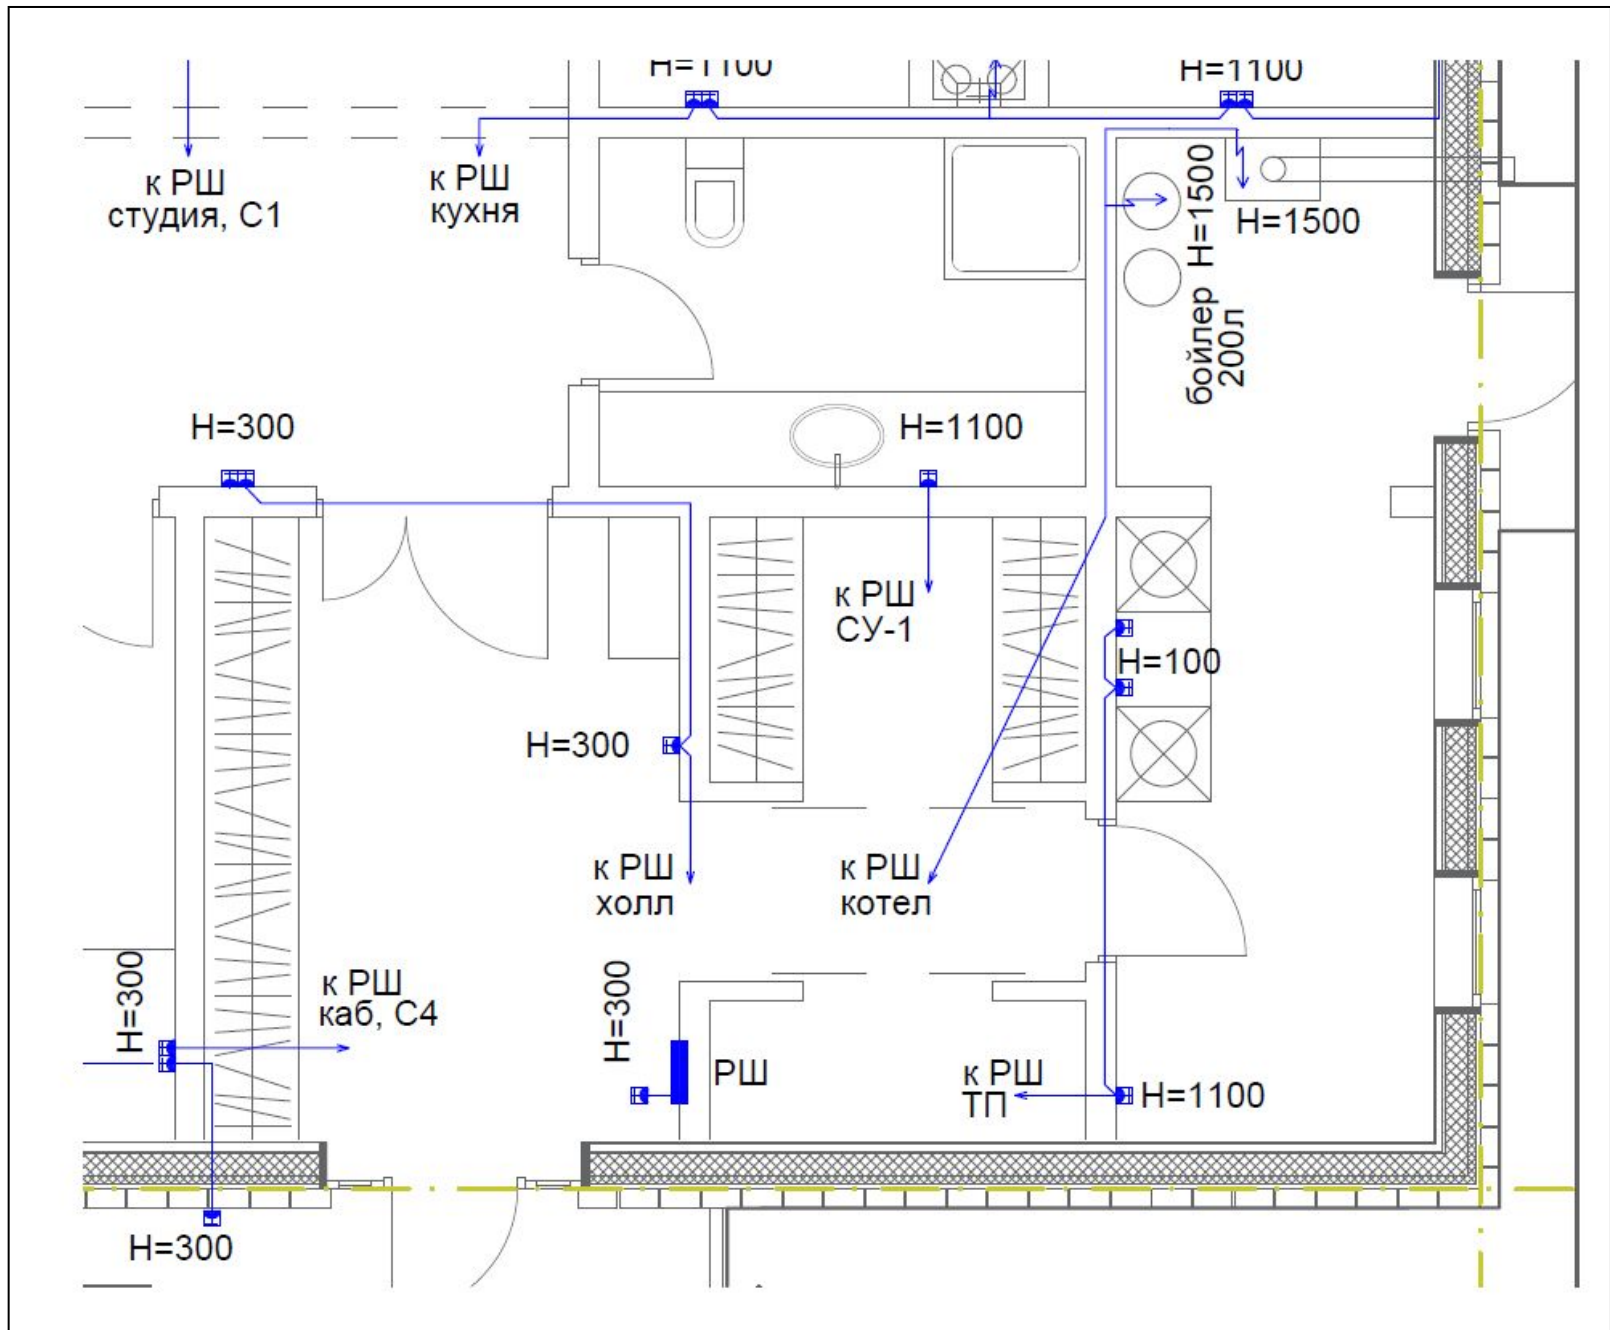 H=1100
H=1100
к РШ
студия, С1
к РШ
кухня
H=1500
бойлер H=1500
200л
H=300
H=1100
к РШ
СУ-1
H=100
H=300
к РШ
холл
к РШ
котел
H=300
к РШ
каб, С4
H=300
РШ
к РШ
ТП
H=1100
H=300